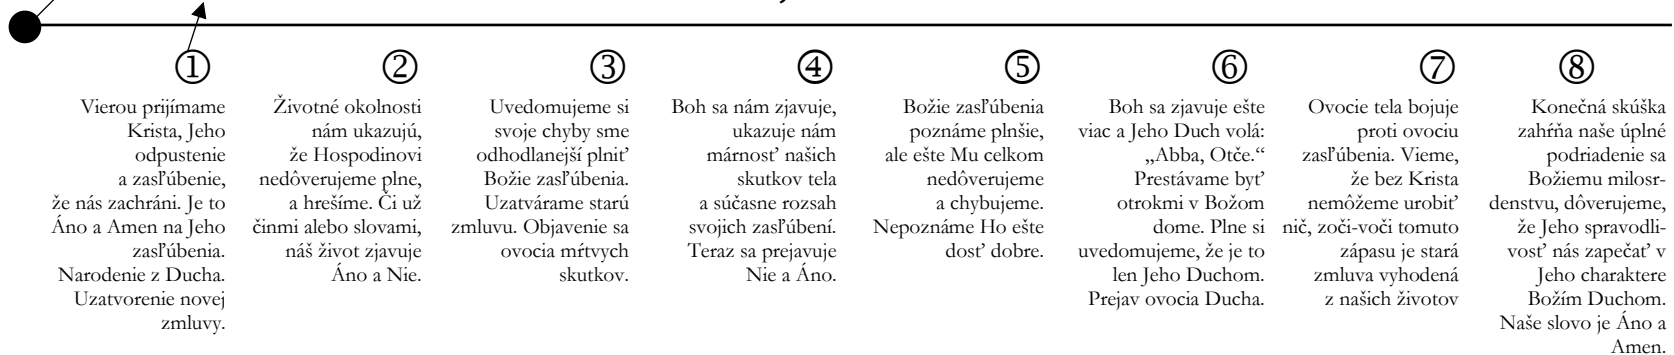 ①
Vierou prijímame
Krista, Jeho
odpustenie
a zasľúbenie,
že nás zachráni. Je to
Áno a Amen na Jeho
zasľúbenia.
Narodenie z Ducha.
Uzatvorenie novej
zmluvy.
②
Životné okolnosti
nám ukazujú,
že Hospodinovi
nedôverujeme plne,
a hrešíme. Či už
činmi alebo slovami,
náš život zjavuje
Áno a Nie.
③
Uvedomujeme si
svoje chyby sme
odhodlanejší plniť
Božie zasľúbenia.
Uzatvárame starú
zmluvu. Objavenie sa
ovocia mŕtvych
skutkov.
④
Boh sa nám zjavuje,
ukazuje nám
márnosť našich
skutkov tela
a súčasne rozsah
svojich zasľúbení.
Teraz sa prejavuje
Nie a Áno.
⑤
Božie zasľúbenia
poznáme plnšie,
ale ešte Mu celkom
nedôverujeme
a chybujeme.
Nepoznáme Ho ešte
dosť dobre.
⑥
Boh sa zjavuje ešte
viac a Jeho Duch volá:
„Abba, Otče.“
Prestávame byť
otrokmi v Božom
dome. Plne si
uvedomujeme, že je to
len Jeho Duchom.
Prejav ovocia Ducha.
⑦
Ovocie tela bojuje
proti ovociu
zasľúbenia. Vieme,
že bez Krista
nemôžeme urobiť
nič, zoči-voči tomuto
zápasu je stará
zmluva vyhodená
z našich životov
⑧
Konečná skúška
zahŕňa naše úplné
podriadenie sa
Božiemu milosr-
denstvu, dôverujeme,
že Jeho spravodli-
vosť nás zapečať v
Jeho charaktere
Božím Duchom.
Naše slovo je Áno a
Amen.